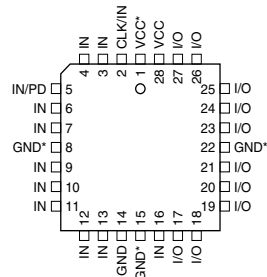 IN
IN
CLK/IN
VCC*
VCC
I/O
I/O
4
3
2
1
28
27
26
IN/PD 5
25 I/O
IN 6
24 I/O
IN 7
23 I/O
GND* 8
22 GND*
IN 9
21 I/O
IN 10
20 I/O
IN 11
19 I/O
12
13
14
15
16
17
18
IN
IN
GND
GND*
IN
I/O
I/O